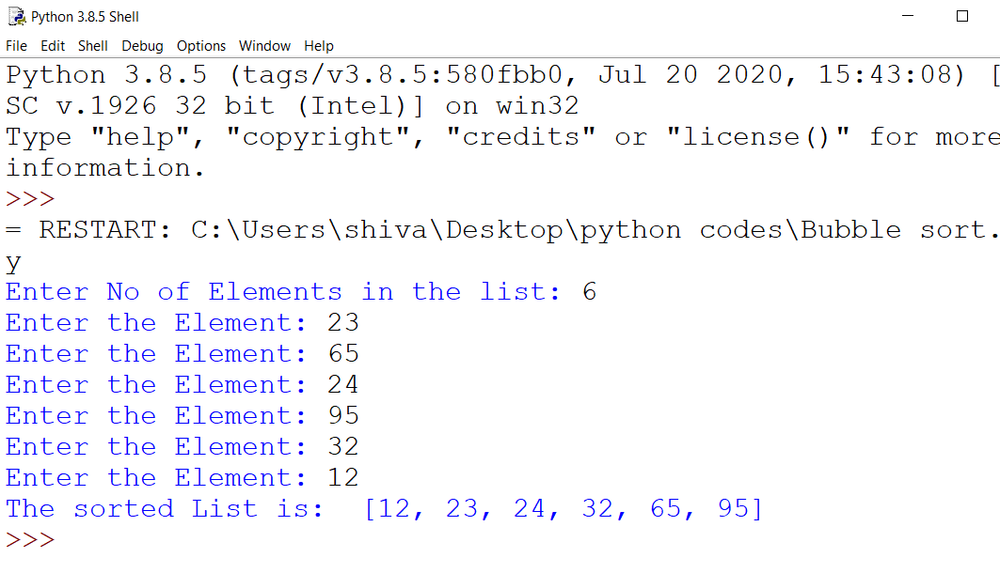 Python 3.8.5 Shell
File Edit Shell Debug Options Window Help
Python 3.8.5 (tags/v3.8.5:580fbb0, Jul 20 2020, 15:43:08) [
SC v.1926 32 bit (Intel)] on win32
Type "help", "copyright", "credits" or "license()" for more
information.
>>>
= RESTART: C:\Users\shiva\Desktop\python codes\Bubble sort.
y
Enter No of Elements in the list: 6
Enter the Element: 23
Enter the Element: 65
Enter the Element: 24
Enter the Element: 95
Enter the Element: 32
Enter the Element: 12
The sorted List is:  [12, 23, 24, 32, 65, 95]
>>>